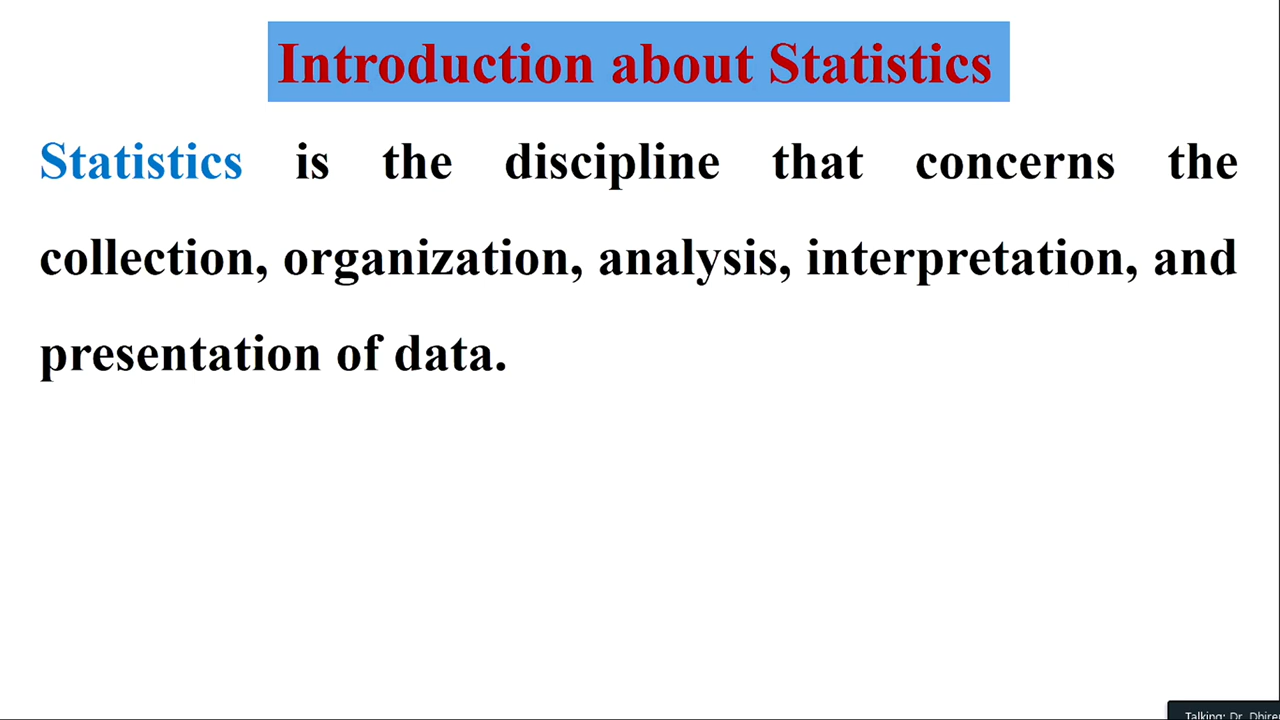 Introduction about Statistics
Statistics is the discipline that concerns the
collection, organization, analysis, interpretation, and
presentation of data.
Talking: Dr.